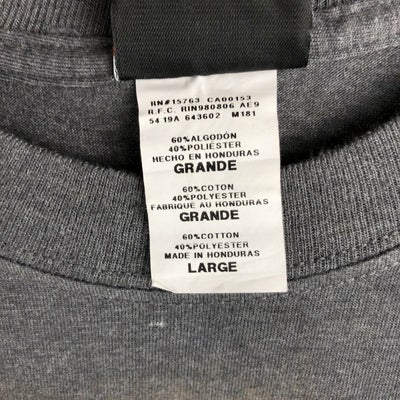 RN#15763 CA00153
R.F.C. RIN980806 AE9
54 19A 643602 M181
60%ALGODÓN
40%POLIÉSTER
HECHO EN HONDURAS
GRANDE
60%COTON
40%POLYESTER
FABRIQUE AU HONDURAS
GRANDE
60%COTTON
40%POLYESTER
MADE IN HONDURAS
LARGE